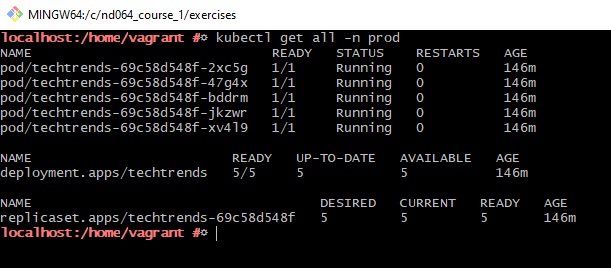 MINGW64:/c/nd064_course_1/exercises
localhost:/home/vagrant #☼ kubectl get all -n prod
NAME READY STATUS RESTARTS AGE
pod/techtrends-69c58d548f-2xc5g 1/1 Running 0 146m
pod/techtrends-69c58d548f-47g4x 1/1 Running 0 146m
pod/techtrends-69c58d548f-bddrm 1/1 Running 0 146m
pod/techtrends-69c58d548f-jkzwr 1/1 Running 0 146m
pod/techtrends-69c58d548f-xv4l9 1/1 Running 0 146m
NAME READY UP-TO-DATE AVAILABLE AGE
deployment.apps/techtrends 5/5 5 5 146m
NAME DESIRED CURRENT READY AGE
replicaset.apps/techtrends-69c58d548f 5 5 5 146m
localhost:/home/vagrant #☼